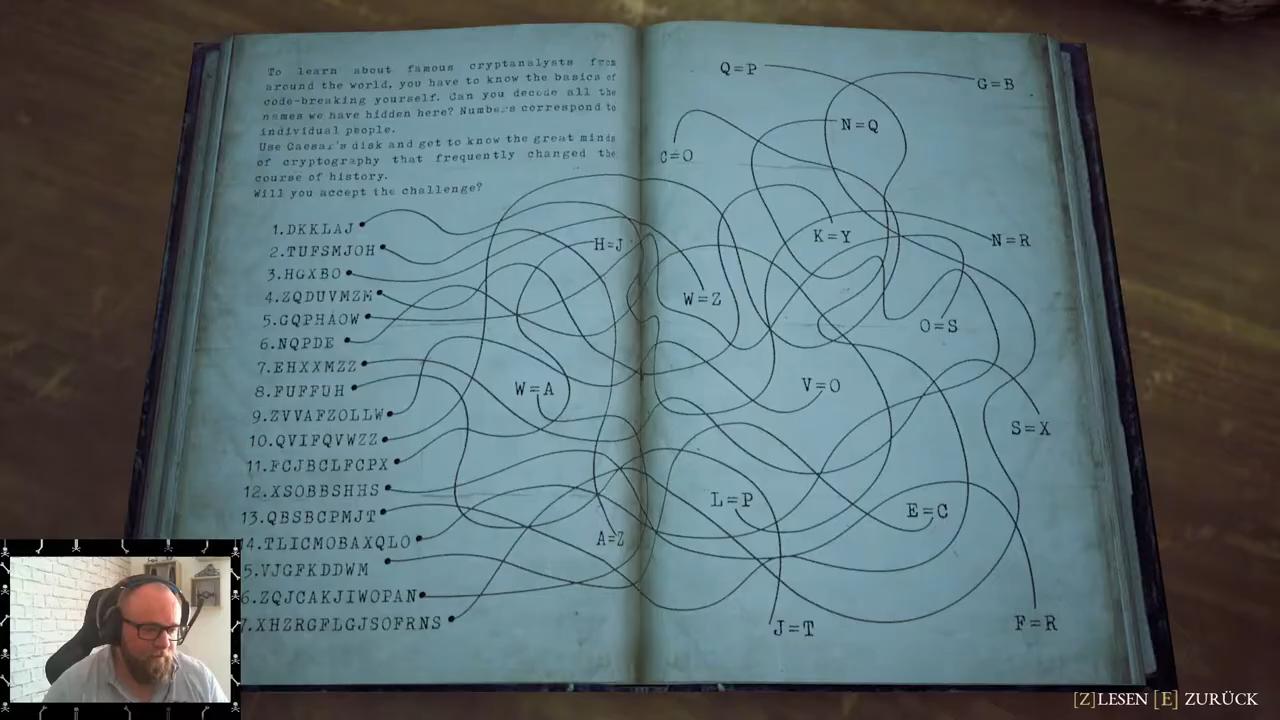 To learn about famous cryptanalysts from
around the world, you have to know the basics of
code-breaking yourself. Can you decode all the
names we have hidden here? Numbers correspond to
individual people.
Use Caesar's disk and get to know the great minds
of cryptography that frequently changed the
course of history.
Will you accept the challenge?
1.DKKLAJ
2.TUFSMJOH
3.HGXBO
4.ZQDUVMZM
5.GQPHAOW
6.NQPDE
7.EHXXMZZ
8.FUFFUH
9.ZVVAFZOLLW
10.QVIFQVWZZ
11.FCJBCLFCPX
12.XSOBBSHHS
13.QBSBCPMJT
4.TLICMOBAXQLO
5.VJGFKDDWM
6.ZQJCAKJIWOPAN
7.XHZRGFLGJSOFRNS
Q=P
G=B
N=Q
C=O
K=Y
N=R
H=J
W=Z
O=S
W=A
V=O
S=X
L=P
E=C
A=Z
J=T
F=R
[Z]LESEN [E] ZURÜCK